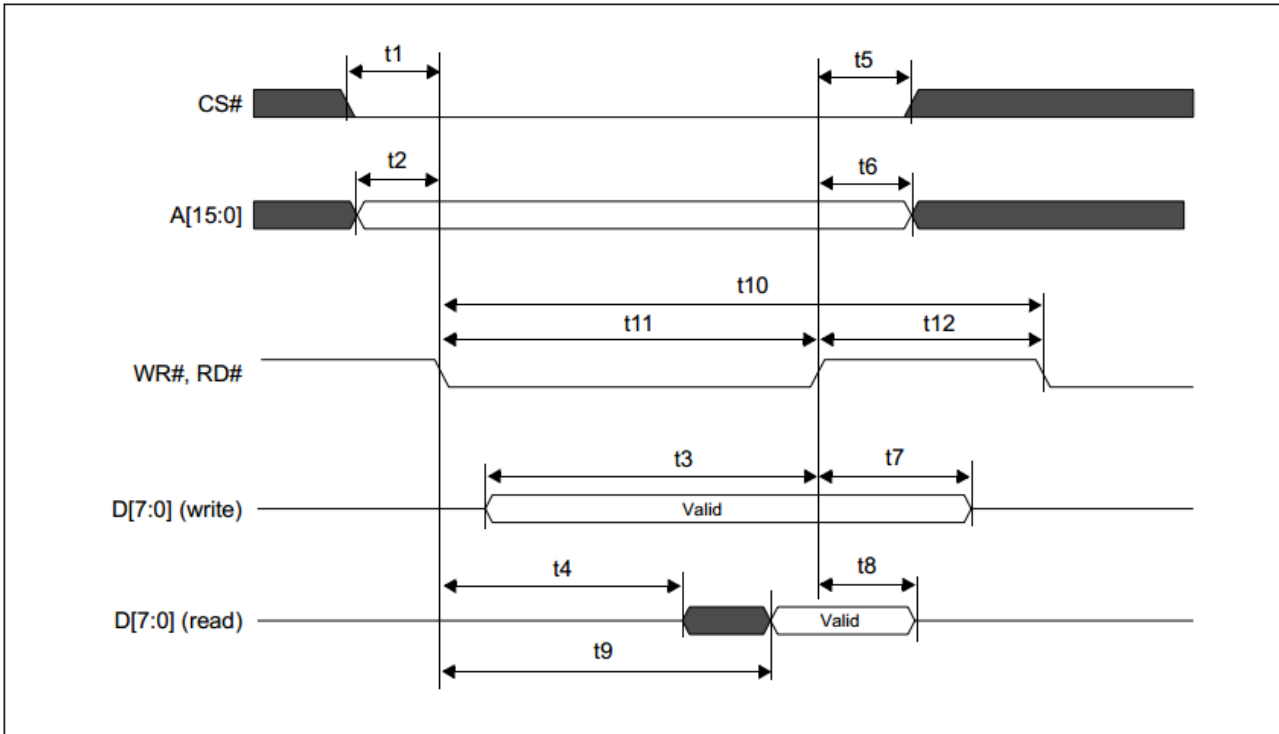 t1
t5
CS#
t2
t6
A[15:0]
t10
t11
t12
WR#, RD#
t3
t7
D[7:0] (write)
Valid
t4
t8
D[7:0] (read)
Valid
t9